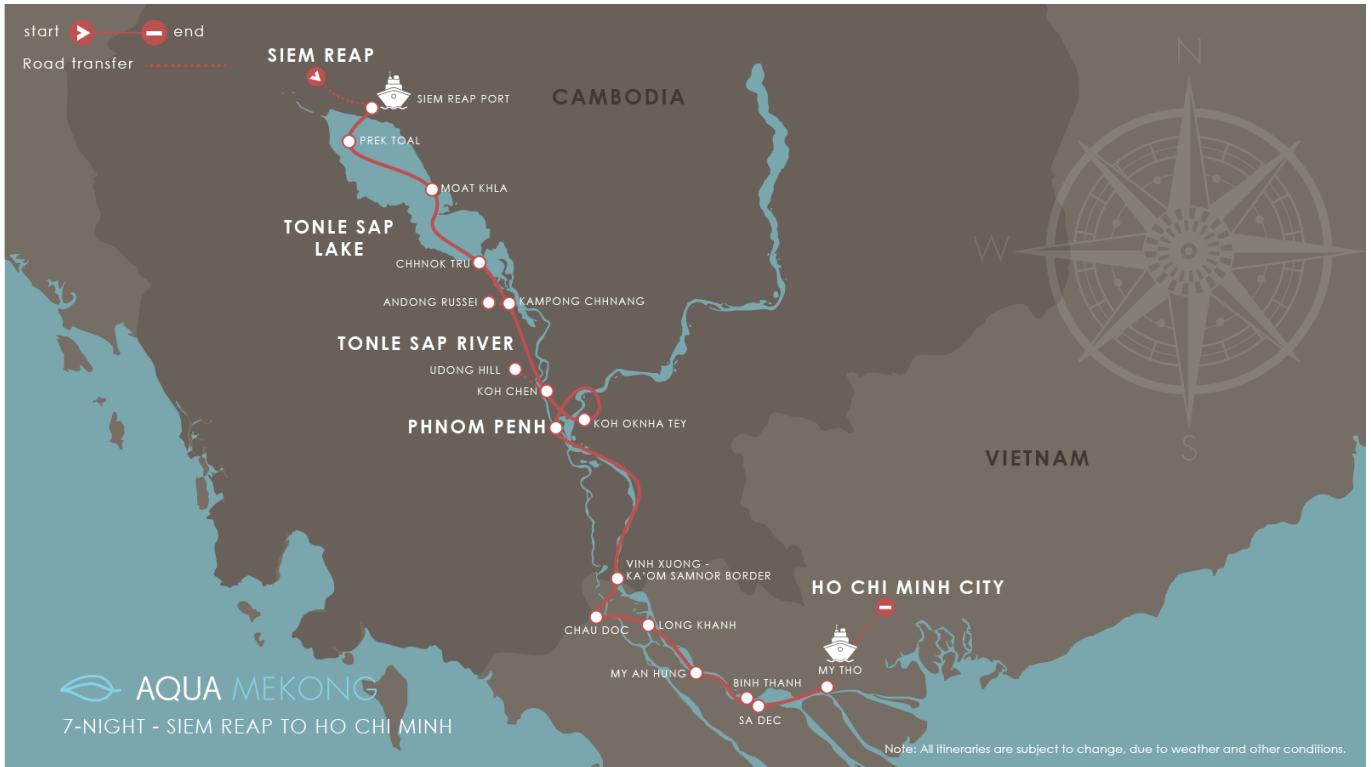 start
end
Road transfer
SIEM REAP
SIEM REAP PORT
CAMBODIA
N
PREK TOAL
MOAT KHLA
TONLE SAP
LAKE
W
CHHNOK TRU
ANDONG RUSSEI
KAMPONG CHHNANG
TONLE SAP RIVER
UDONG HILL
KOH CHEN
PHNOM PENH
KOH OKNHA TEY
VIETNAM
S
VINH XUONG -
KA'OM SAMNOR BORDER
HO CHI MINH CITY
CHAU DOC
LONG KHANH
MY AN HUNG
MY THO
BINH THANH
SA DEC
AQUA MEKONG
7-NIGHT - SIEM REAP TO HO CHI MINH
Note: All itineraries are subject to change, due to weather and other conditions.